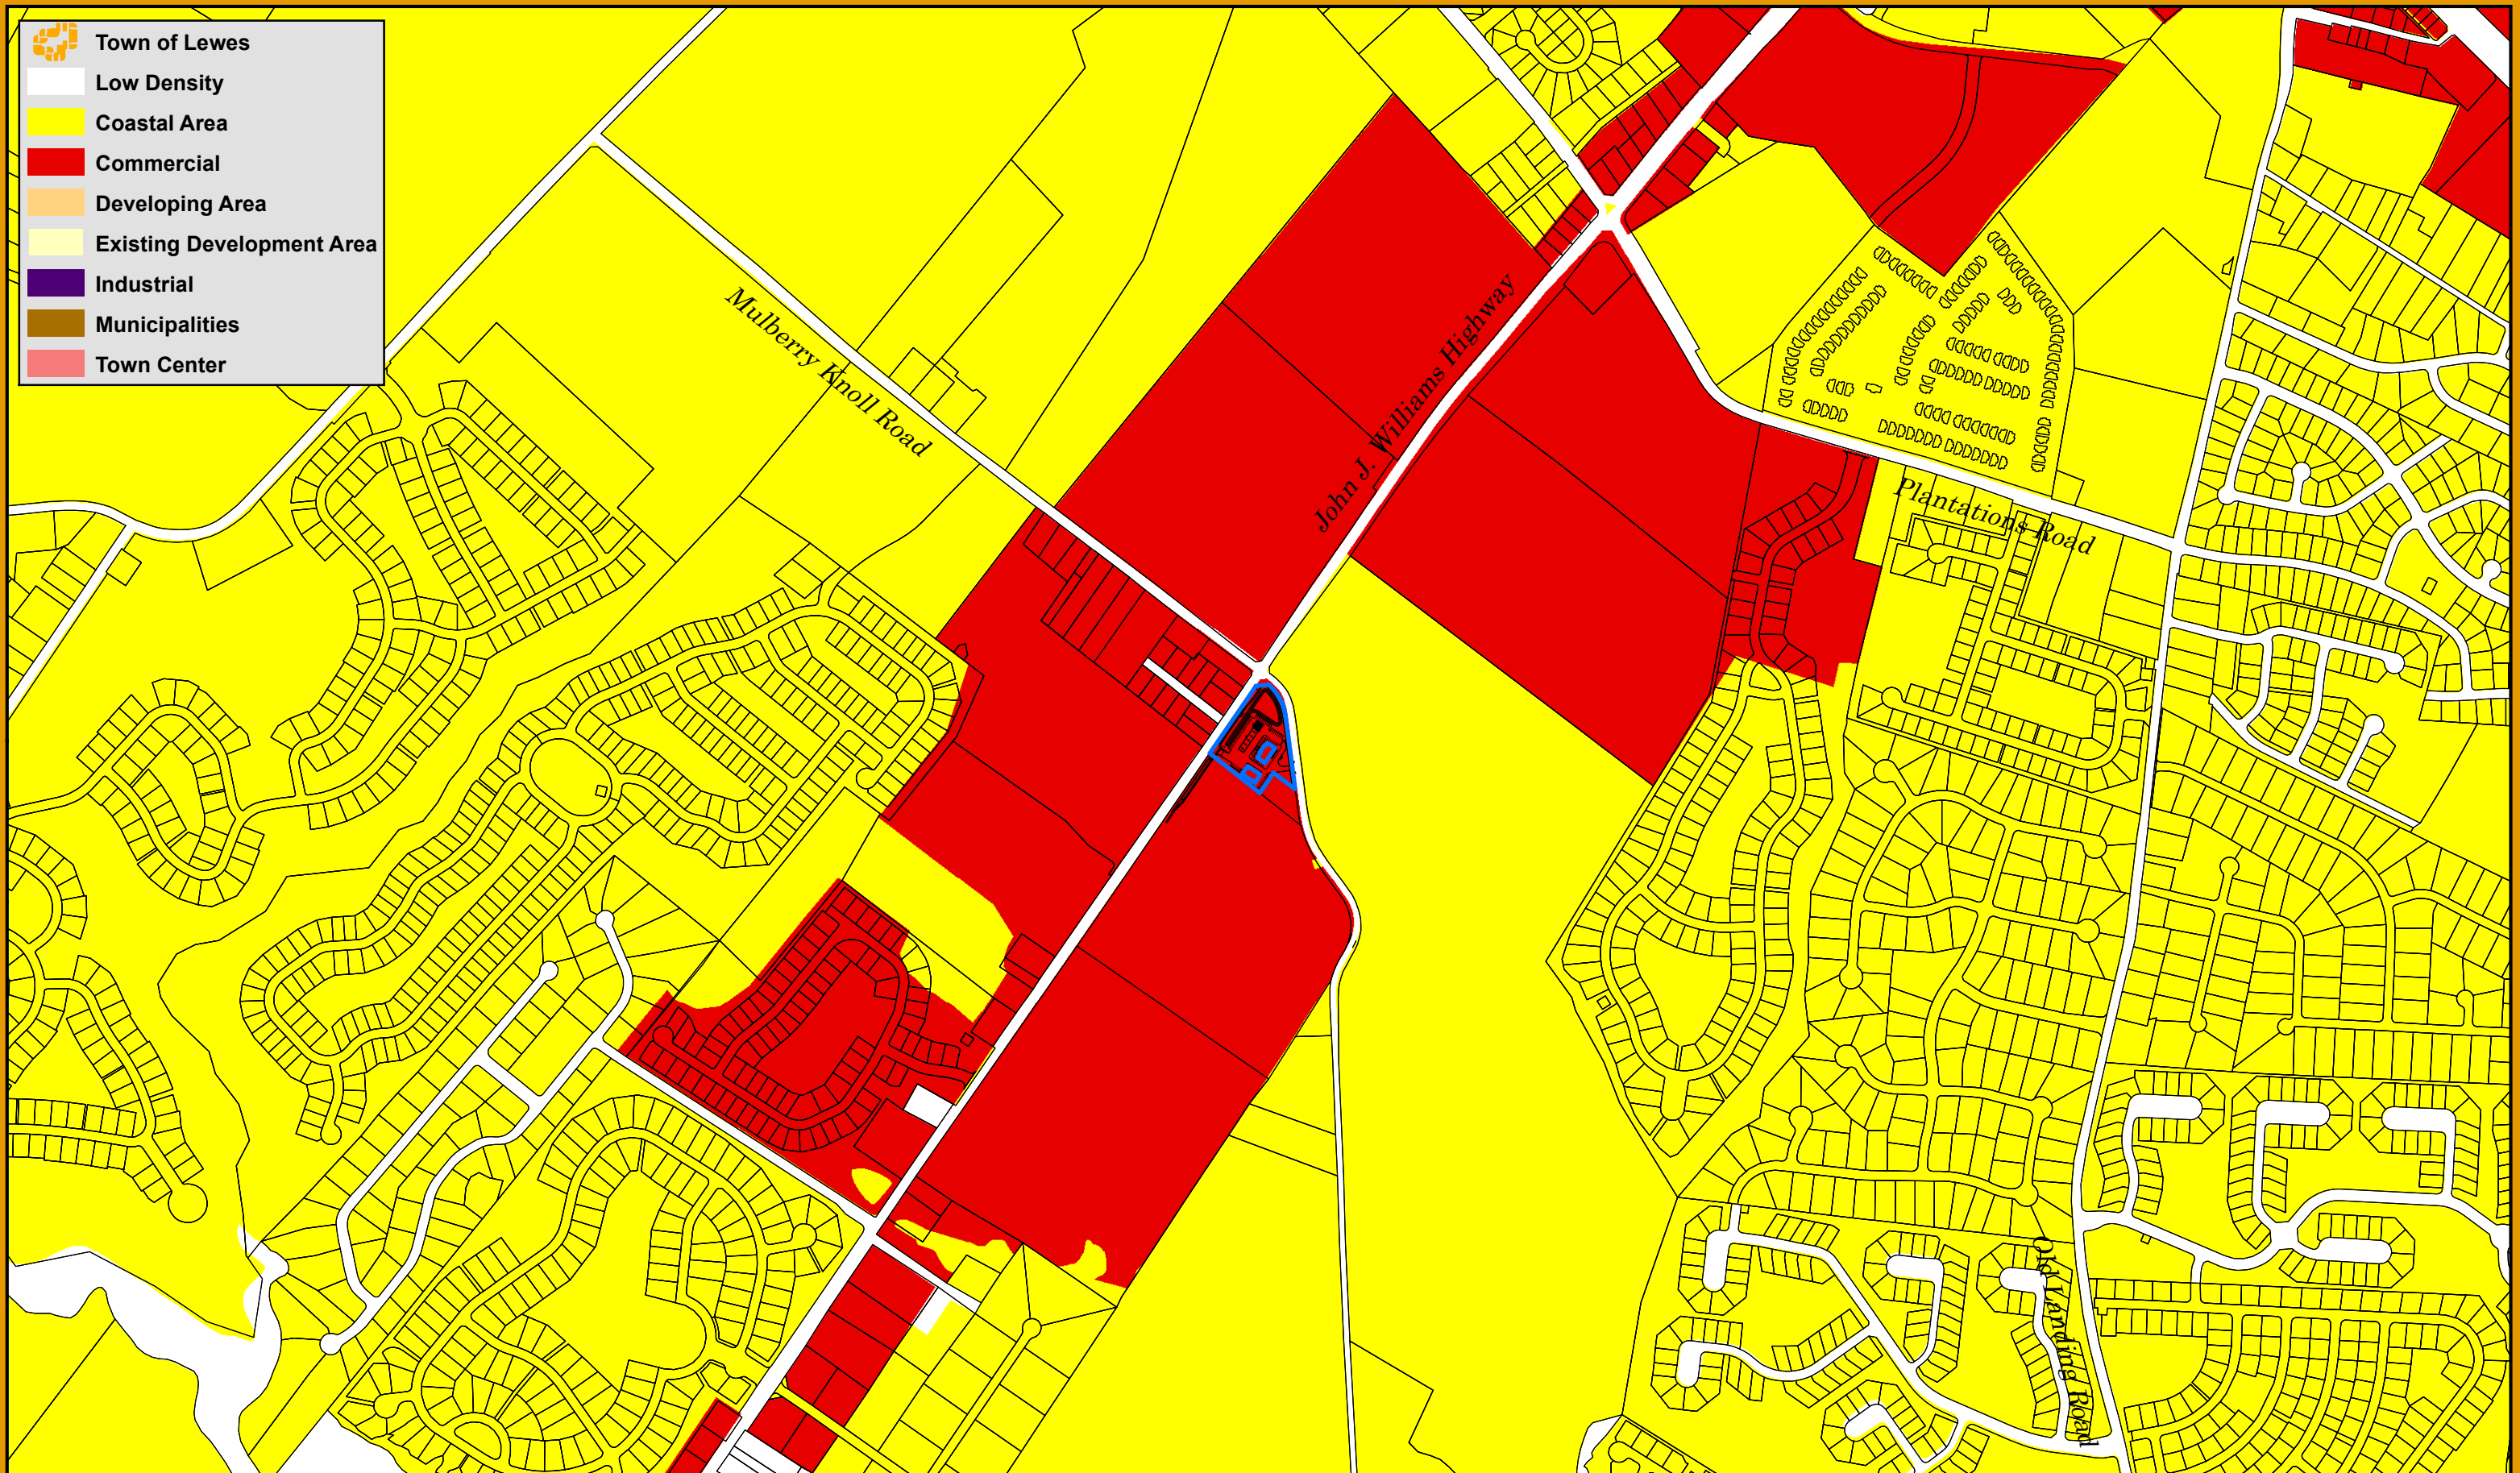 Town of Lewes
Low Density
Coastal Area
Commercial
Developing Area
Existing Development Area
Industrial
Municipalities
Town Center
Mulberry Knoll Road
John J. Williams Highway
Plantations Road
Old Landing Road